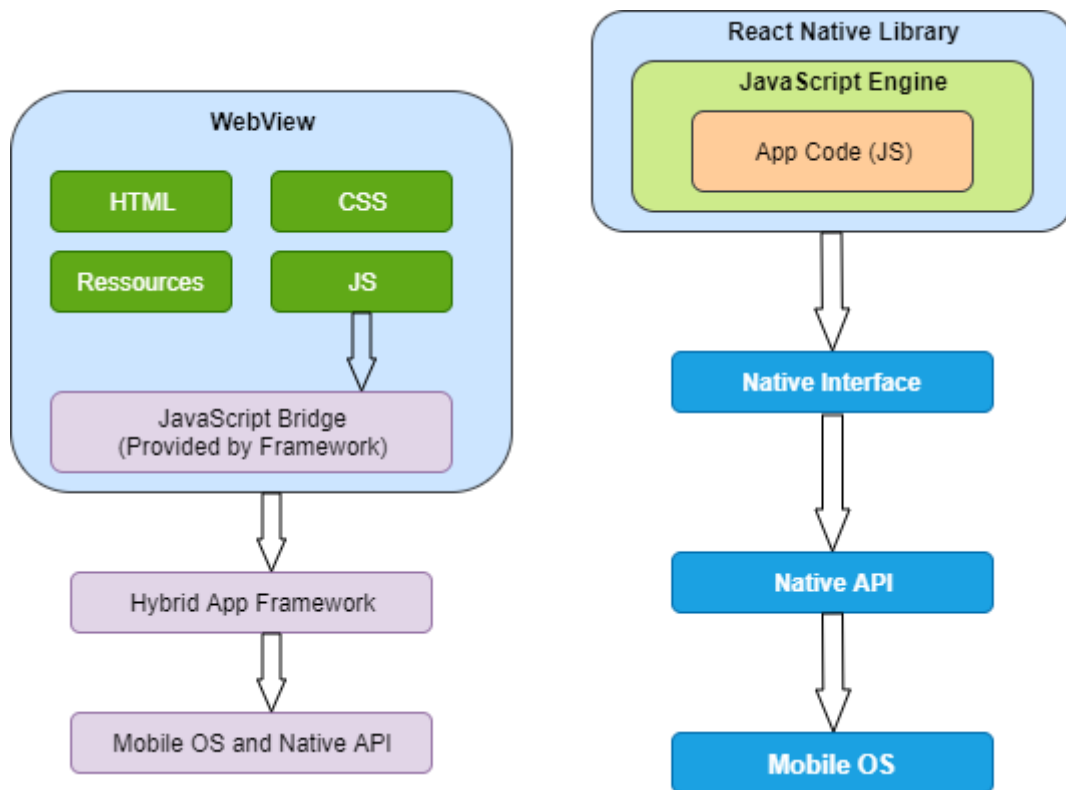 WebView
HTML
CSS
Ressources
JS
JavaScript Bridge
(Provided by Framework)
Hybrid App Framework
Mobile OS and Native API
React Native Library
JavaScript Engine
App Code (JS)
Native Interface
Native API
Mobile OS